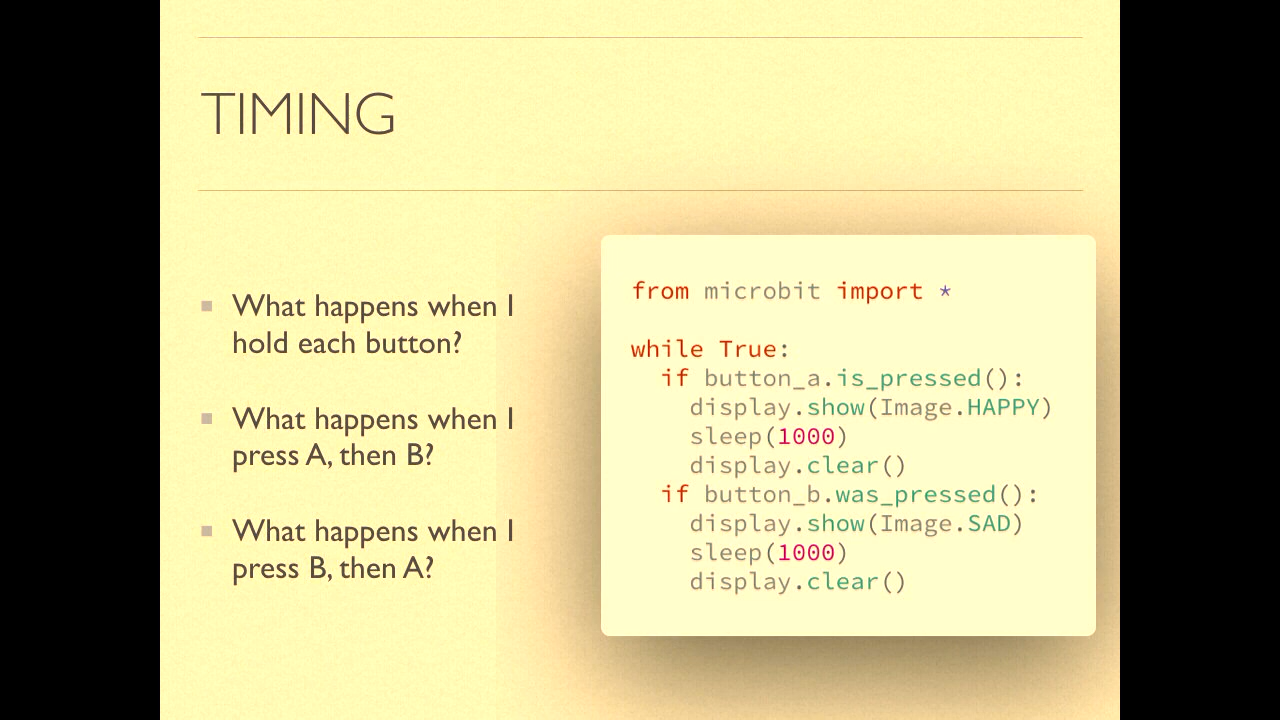 TIMING
What happens when I
hold each button?
What happens when I
press A, then B?
What happens when I
press B, then A?
from microbit import *
while True:
  if button_a.is_pressed():
    display.show(Image.HAPPY)
    sleep(1000)
    display.clear()
  if button_b.was_pressed():
    display.show(Image.SAD)
    sleep(1000)
    display.clear()